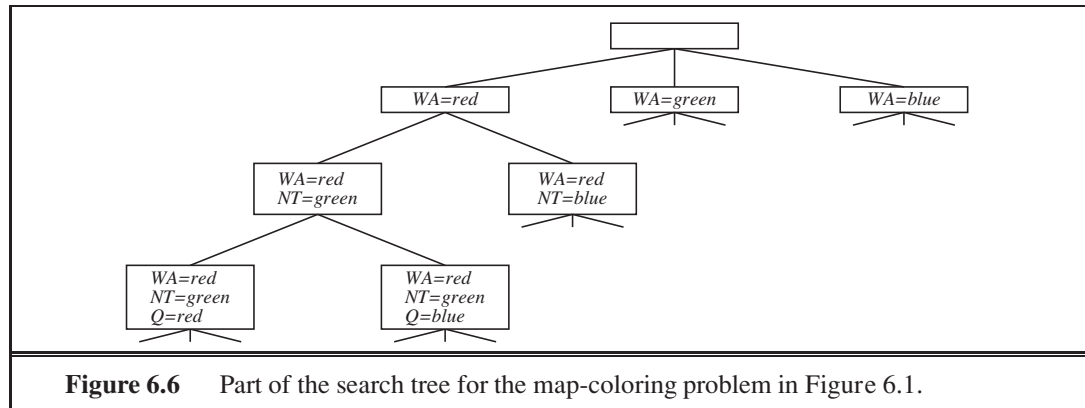 WA=red
WA=green
WA=blue
WA=red
NT=green
WA=red
NT=blue
WA=red
NT=green
Q=red
WA=red
NT=green
Q=blue
Figure 6.6 Part of the search tree for the map-coloring problem in Figure 6.1.